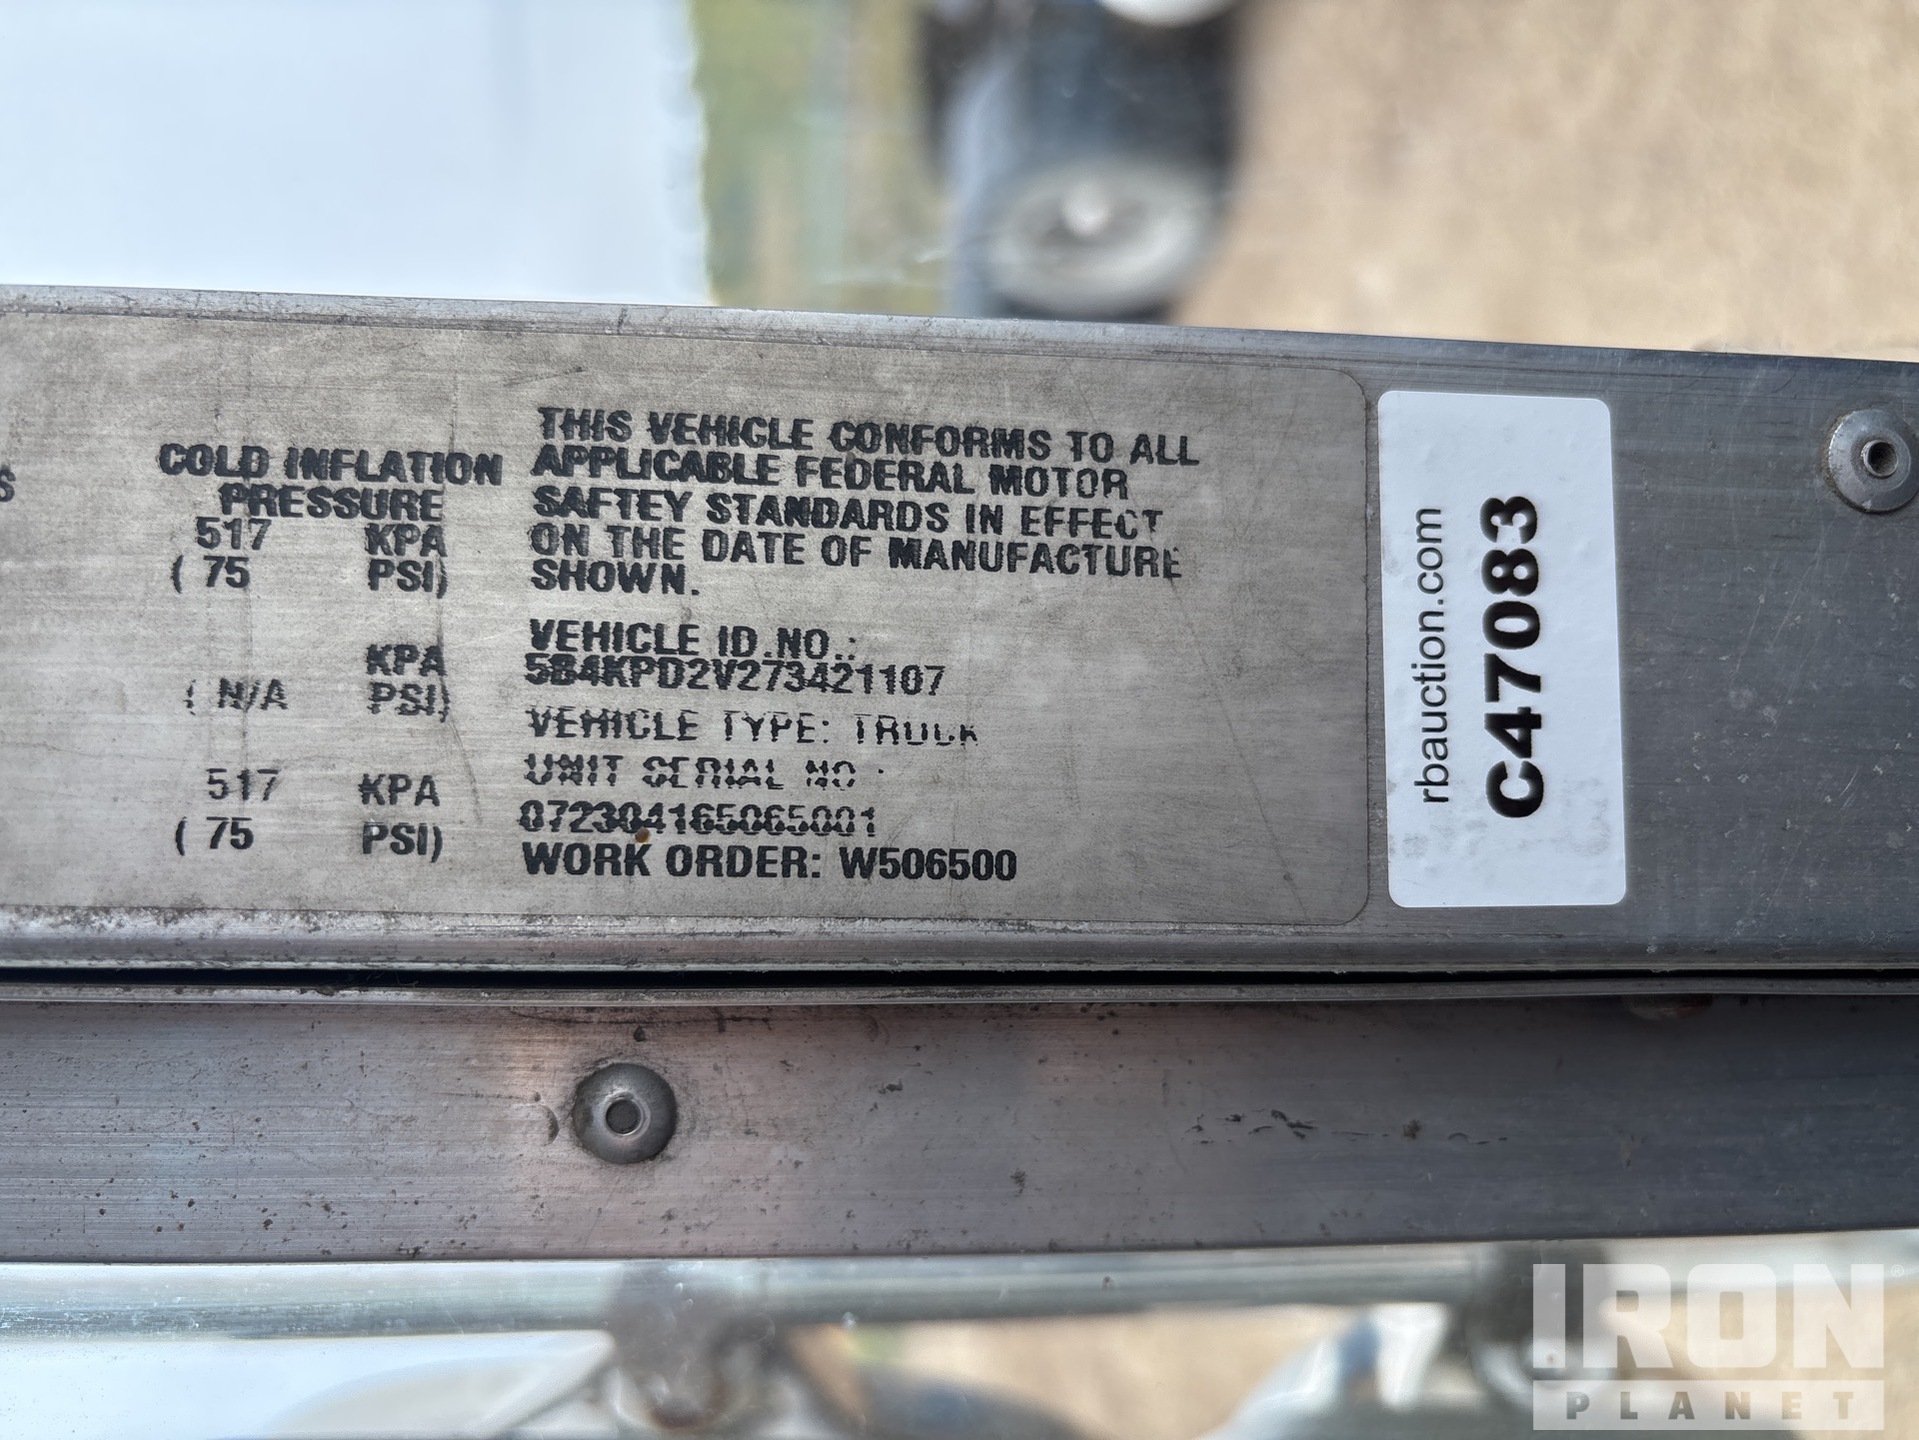 S
COLD INFLATION
PRESSURE
517 KPA
( 75 PSI)
KPA
( N/A PSI)
517 KPA
( 75 PSI)
THIS VEHICLE CONFORMS TO ALL
APPLICABLE FEDERAL MOTOR
SAFTEY STANDARDS IN EFFECT
ON THE DATE OF MANUFACTURE
SHOWN.
VEHICLE ID.NO.:
5B4KPD2V273421107
VEHICLE TYPE: TRUCK
UNIT SERIAL NO :
072304165065001
WORK ORDER: W506500
rbauction.com
C47083
IRON
PLANET